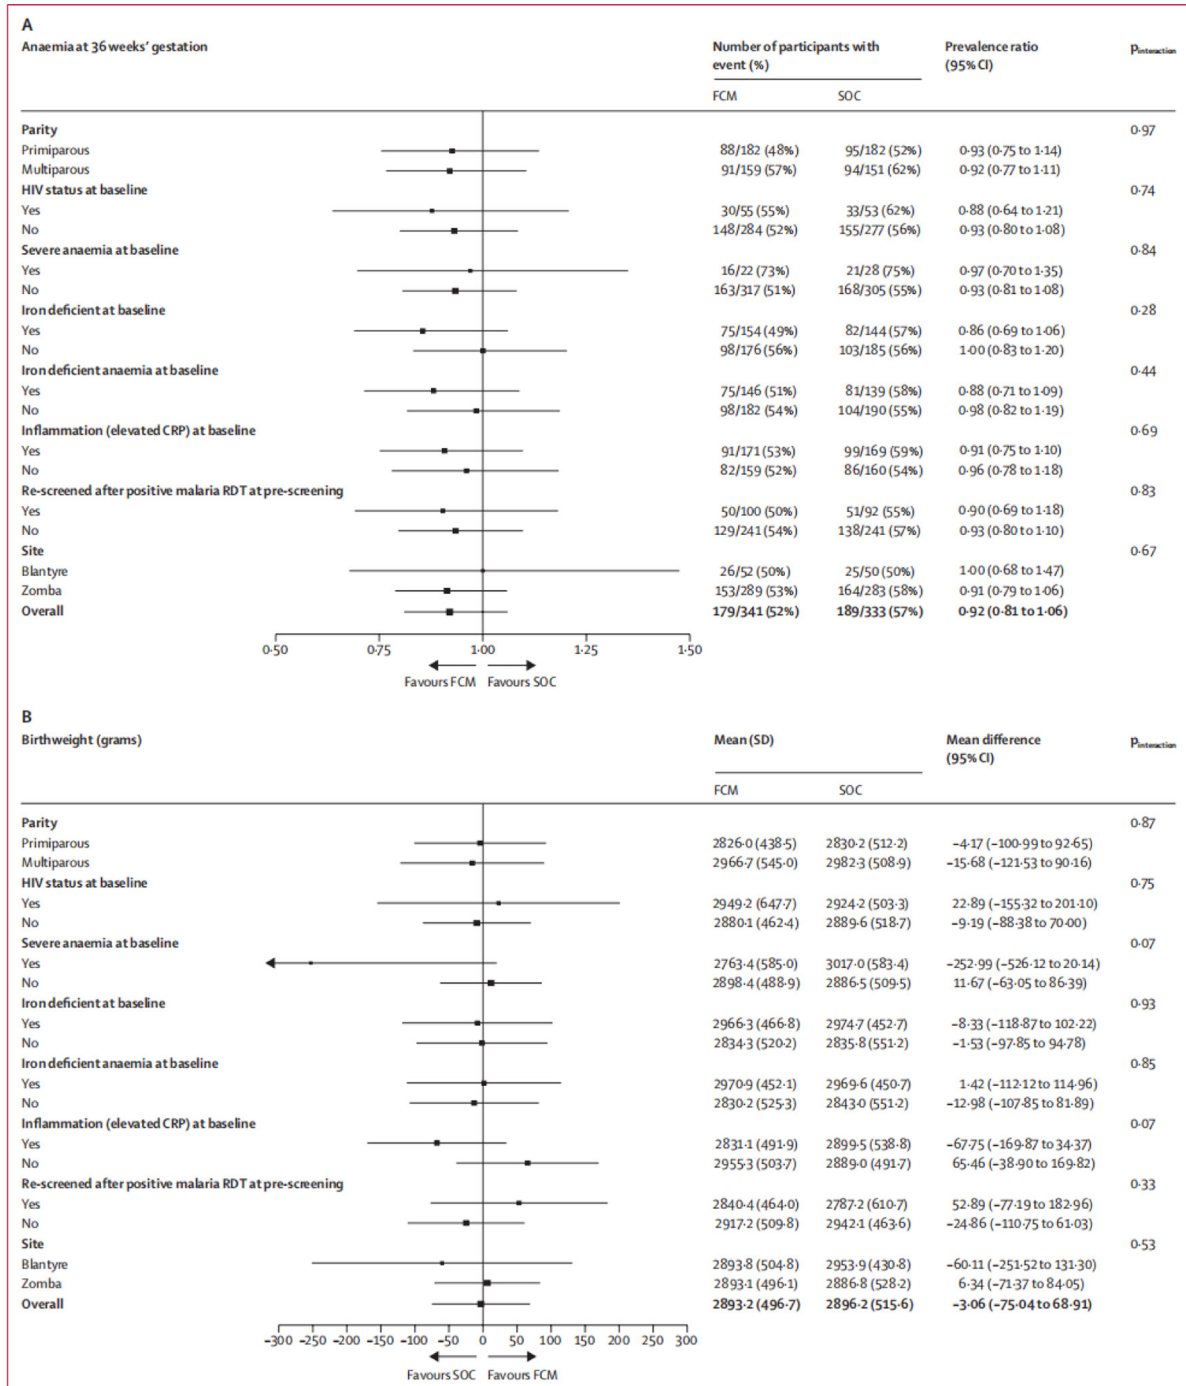 A
Anaemia at 36 weeks' gestation Number of participants with event (%) Prevalence ratio (95% CI) Pinteraction
FCM SOC
Parity 0·97
Primiparous 88/182 (48%) 95/182 (52%) 0·93 (0·75 to 1·14)
Multiparous 91/159 (57%) 94/151 (62%) 0·92 (0·77 to 1·11)
HIV status at baseline 0·74
Yes 30/55 (55%) 33/53 (62%) 0·88 (0·64 to 1·21)
No 148/284 (52%) 155/277 (56%) 0·93 (0·80 to 1·08)
Severe anaemia at baseline 0·84
Yes 16/22 (73%) 21/28 (75%) 0·97 (0·70 to 1·35)
No 163/317 (51%) 168/305 (55%) 0·93 (0·81 to 1·08)
Iron deficient at baseline 0·28
Yes 75/154 (49%) 82/144 (57%) 0·86 (0·69 to 1·06)
No 98/176 (56%) 103/185 (56%) 1·00 (0·83 to 1·20)
Iron deficient anaemia at baseline 0·44
Yes 75/146 (51%) 81/139 (58%) 0·88 (0·71 to 1·09)
No 98/182 (54%) 104/190 (55%) 0·98 (0·82 to 1·19)
Inflammation (elevated CRP) at baseline 0·69
Yes 91/171 (53%) 99/169 (59%) 0·91 (0·75 to 1·10)
No 82/159 (52%) 86/160 (54%) 0·96 (0·78 to 1·18)
Re-screened after positive malaria RDT at pre-screening 0·83
Yes 50/100 (50%) 51/92 (55%) 0·90 (0·69 to 1·18)
No 129/241 (54%) 138/241 (57%) 0·93 (0·80 to 1·10)
Site 0·67
Blantyre 26/52 (50%) 25/50 (50%) 1·00 (0·68 to 1·47)
Zomba 153/289 (53%) 164/283 (58%) 0·91 (0·79 to 1·06)
Overall 179/341 (52%) 189/333 (57%) 0·92 (0·81 to 1·06)
0·50 0·75 1·00 1·25 1·50
Favours FCM Favours SOC
B
Birthweight (grams) Mean (SD) Mean difference (95% CI) Pinteraction
FCM SOC
Parity 0·87
Primiparous 2826·0 (438·5) 2830·2 (512·2) −4·17 (−100·99 to 92·65)
Multiparous 2966·7 (545·0) 2982·3 (508·9) −15·68 (−121·53 to 90·16)
HIV status at baseline 0·75
Yes 2949·2 (647·7) 2924·2 (503·3) 22·89 (−155·32 to 201·10)
No 2880·1 (462·4) 2889·6 (518·7) −9·19 (−88·38 to 70·00)
Severe anaemia at baseline 0·07
Yes 2763·4 (585·0) 3017·0 (583·4) −252·99 (−526·12 to 20·14)
No 2898·4 (488·9) 2886·5 (509·5) 11·67 (−63·05 to 86·39)
Iron deficient at baseline 0·93
Yes 2966·3 (466·8) 2974·7 (452·7) −8·33 (−118·87 to 102·22)
No 2834·3 (520·2) 2835·8 (551·2) −1·53 (−97·85 to 94·78)
Iron deficient anaemia at baseline 0·85
Yes 2970·9 (452·1) 2969·6 (450·7) 1·42 (−112·12 to 114·96)
No 2830·2 (525·3) 2843·0 (551·2) −12·98 (−107·85 to 81·89)
Inflammation (elevated CRP) at baseline 0·07
Yes 2831·1 (491·9) 2899·5 (538·8) −67·75 (−169·87 to 34·37)
No 2955·3 (503·7) 2889·0 (491·7) 65·46 (−38·90 to 169·82)
Re-screened after positive malaria RDT at pre-screening 0·33
Yes 2840·4 (464·0) 2787·2 (610·7) 52·89 (−77·19 to 182·96)
No 2917·2 (509·8) 2942·1 (463·6) −24·86 (−110·75 to 61·03)
Site 0·53
Blantyre 2893·8 (504·8) 2953·9 (430·8) −60·11 (−251·52 to 131·30)
Zomba 2893·1 (496·1) 2886·8 (528·2) 6·34 (−71·37 to 84·05)
Overall 2893·2 (496·7) 2896·2 (515·6) −3·06 (−75·04 to 68·91)
−300 −250 −200 −150 −100 −50 0 50 100 150 200 250 300
Favours SOC Favours FCM